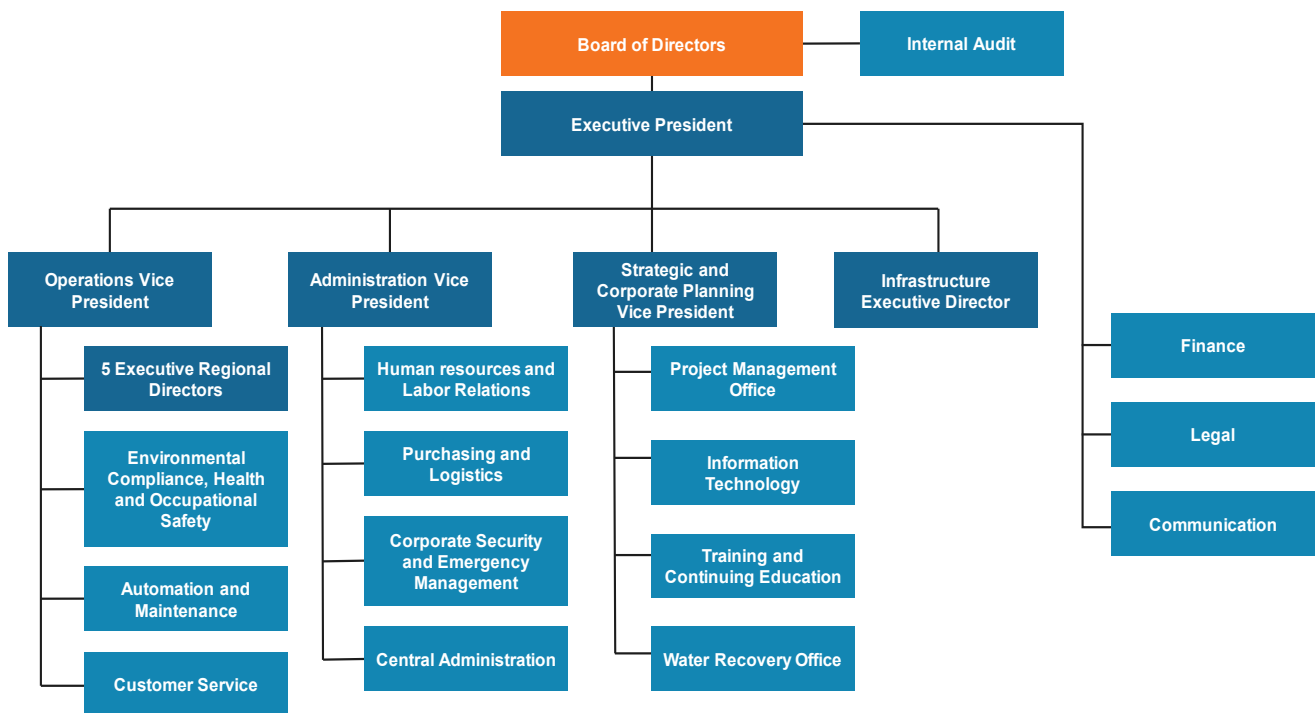 Board of Directors
Internal Audit
Executive President
Operations Vice
President
Administration Vice
President
Strategic and
Corporate Planning
Vice President
Infrastructure
Executive Director
5 Executive Regional
Directors
Environmental
Compliance, Health
and Occupational
Safety
Automation and
Maintenance
Customer Service
Human resources and
Labor Relations
Purchasing and
Logistics
Corporate Security
and Emergency
Management
Central Administration
Project Management
Office
Information
Technology
Training and
Continuing Education
Water Recovery Office
Finance
Legal
Communication